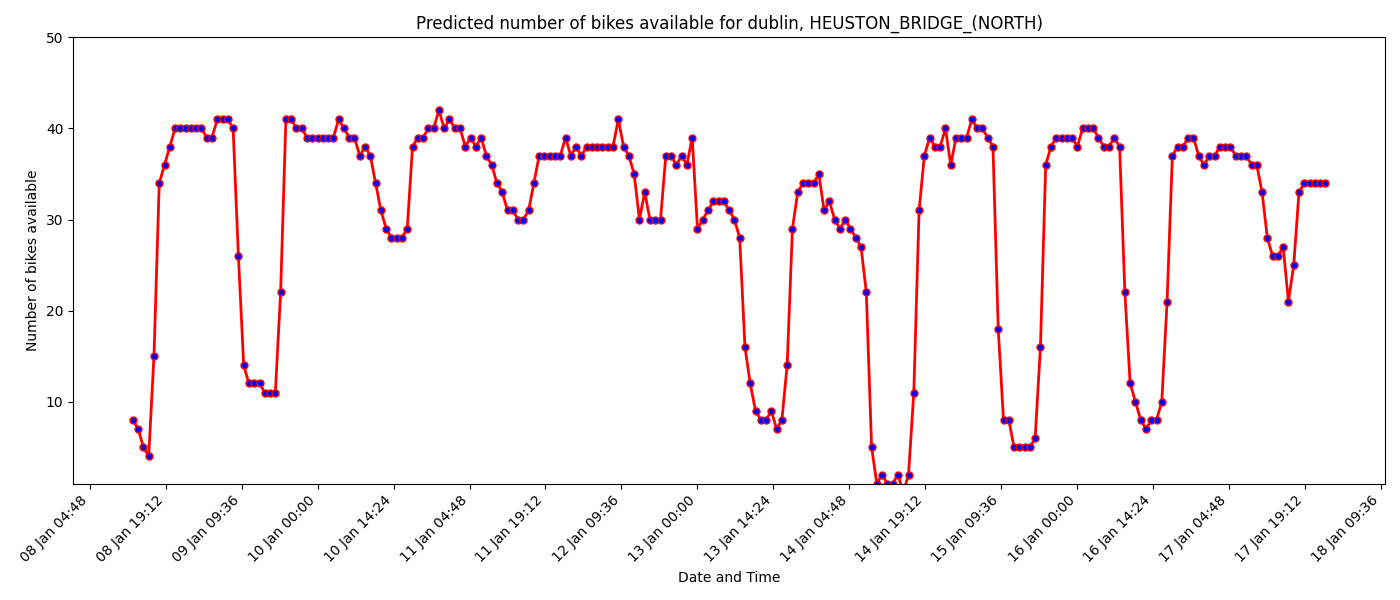 Predicted number of bikes available for dublin, HEUSTON_BRIDGE_(NORTH)
50
40
30
20
10
Number of bikes available
08 Jan 04:48
08 Jan 19:12
09 Jan 09:36
10 Jan 00:00
10 Jan 14:24
11 Jan 04:48
11 Jan 19:12
12 Jan 09:36
13 Jan 00:00
13 Jan 14:24
14 Jan 04:48
14 Jan 19:12
15 Jan 09:36
16 Jan 00:00
16 Jan 14:24
17 Jan 04:48
17 Jan 19:12
18 Jan 09:36
Date and Time